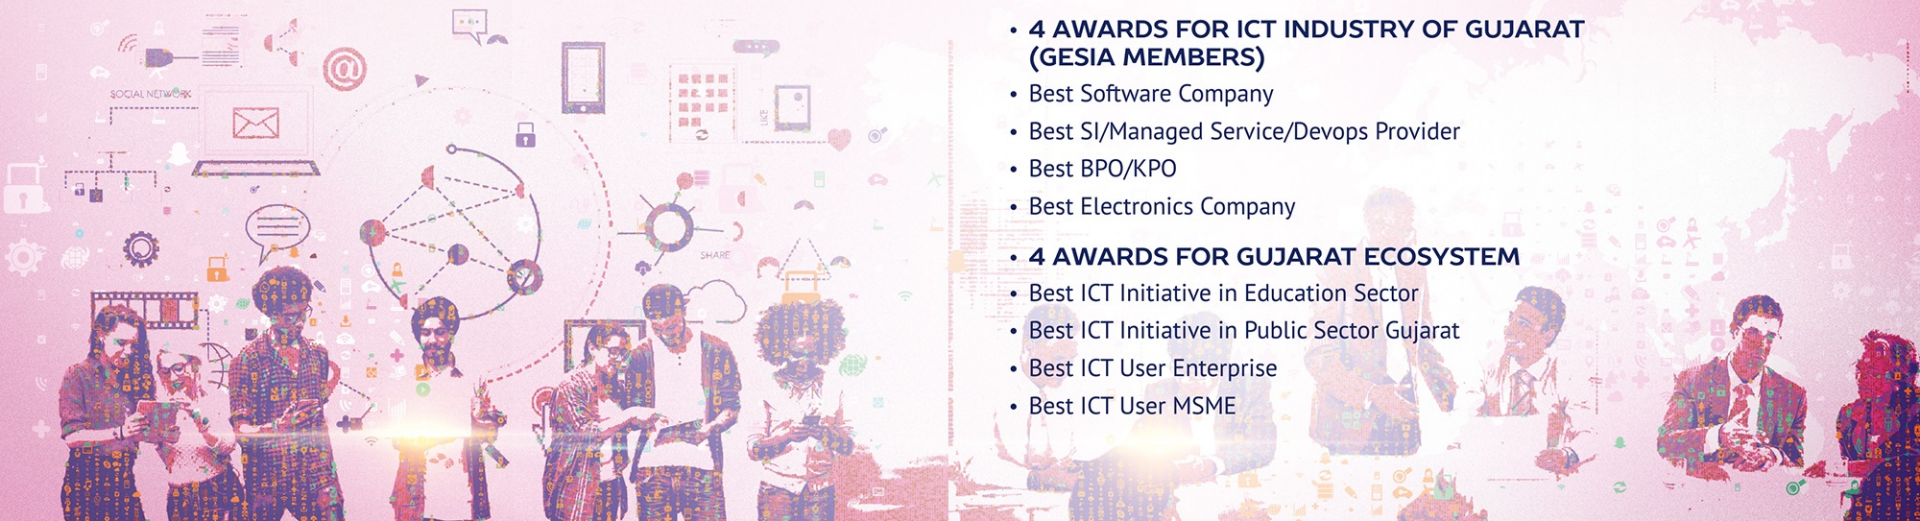 SOCIAL NETWORK
LIKE
SHARE
• 4 AWARDS FOR ICT INDUSTRY OF GUJARAT
(GESIA MEMBERS)
• Best Software Company
• Best SI/Managed Service/Devops Provider
• Best BPO/KPO
• Best Electronics Company
• 4 AWARDS FOR GUJARAT ECOSYSTEM
• Best ICT Initiative in Education Sector
• Best ICT Initiative in Public Sector Gujarat
• Best ICT User Enterprise
• Best ICT User MSME